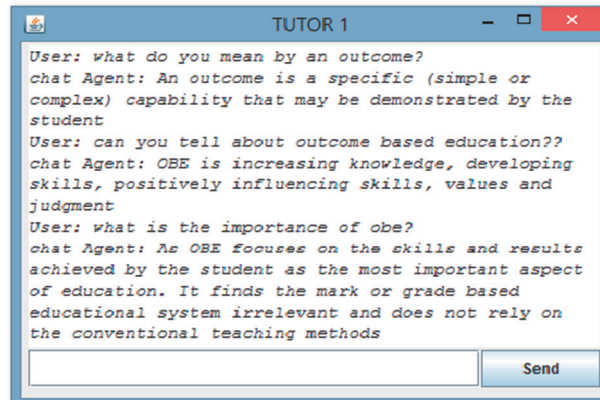 TUTOR 1
User: what do you mean by an outcome?
chat Agent: An outcome is a specific (simple or
complex) capability that may be demonstrated by the
student
User: can you tell about outcome based education??
chat Agent: OBE is increasing knowledge, developing
skills, positively influencing skills, values and
judgment
User: what is the importance of obe?
chat Agent: As OBE focuses on the skills and results
achieved by the student as the most important aspect
of education. It finds the mark or grade based
educational system irrelevant and does not rely on
the conventional teaching methods
Send